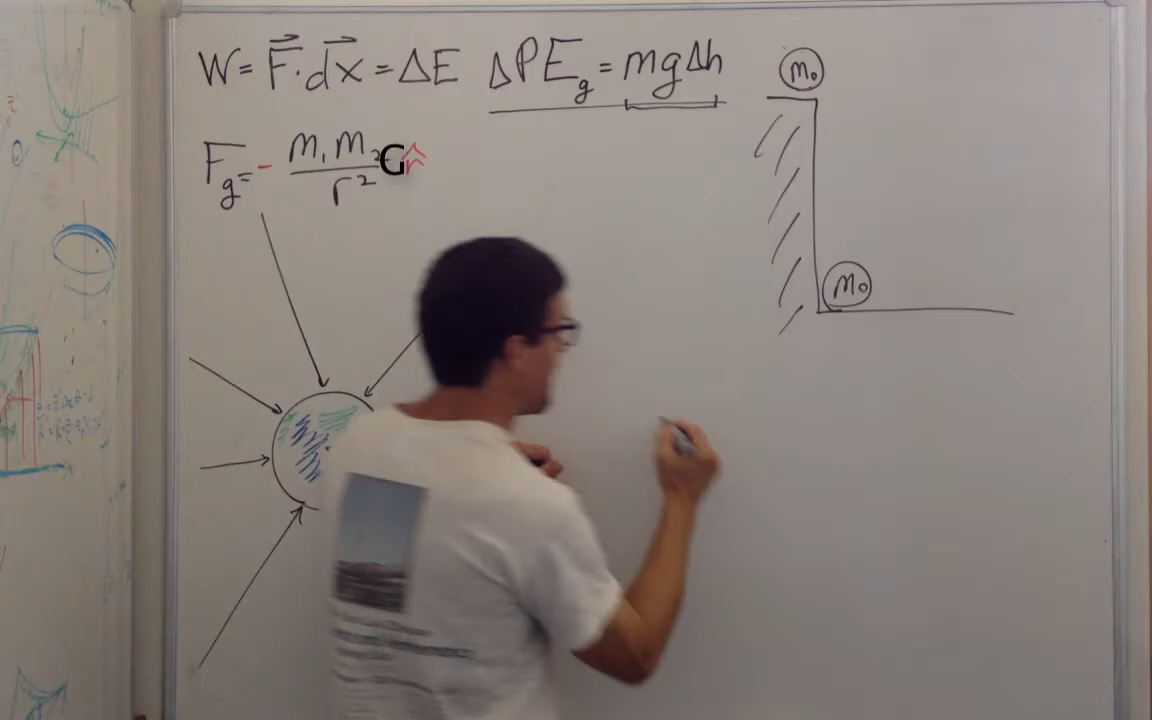 W = F⃗ · dx⃗ = ΔE ΔPE_g = mgΔh
m₀
F_g = - m₁m₂/r² G r̂
m₀